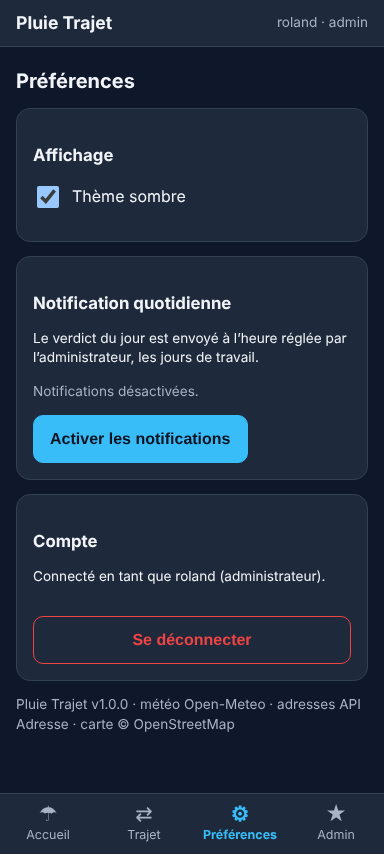 Pluie Trajet
roland · admin
Préférences
Affichage
Thème sombre
Notification quotidienne
Le verdict du jour est envoyé à l’heure réglée par
l’administrateur, les jours de travail.
Notifications désactivées.
Activer les notifications
Compte
Connecté en tant que roland (administrateur).
Se déconnecter
Pluie Trajet v1.0.0 · météo Open-Meteo · adresses API
Adresse · carte © OpenStreetMap
Accueil
Trajet
Préférences
Admin